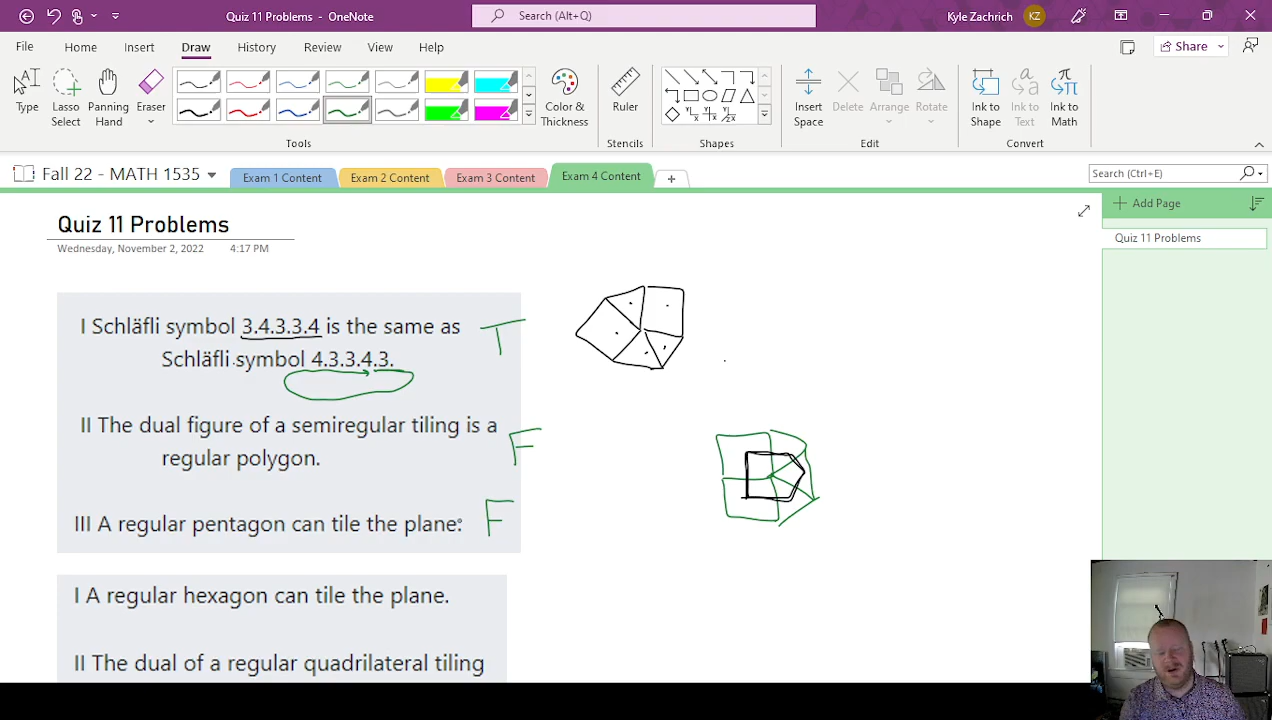 Quiz 11 Problems - OneNote
Search (Alt+Q)
Kyle Zachrich
KZ
File
Home
Insert
Draw
History
Review
View
Help
Share
Type
Lasso Select
Panning Hand
Eraser
Color & Thickness
Ruler
Insert Space
Delete
Arrange
Rotate
Ink to Shape
Ink to Text
Ink to Math
Tools
Stencils
Shapes
Edit
Convert
Fall 22 - MATH 1535
Exam 1 Content
Exam 2 Content
Exam 3 Content
Exam 4 Content
Search (Ctrl+E)
Add Page
Quiz 11 Problems
Quiz 11 Problems
Wednesday, November 2, 2022 4:17 PM
I Schläfli symbol 3.4.3.3.4 is the same as
Schläfli symbol 4.3.3.4.3.
T
II The dual figure of a semiregular tiling is a
regular polygon.
F
III A regular pentagon can tile the plane.
F
I A regular hexagon can tile the plane.
II The dual of a regular quadrilateral tiling